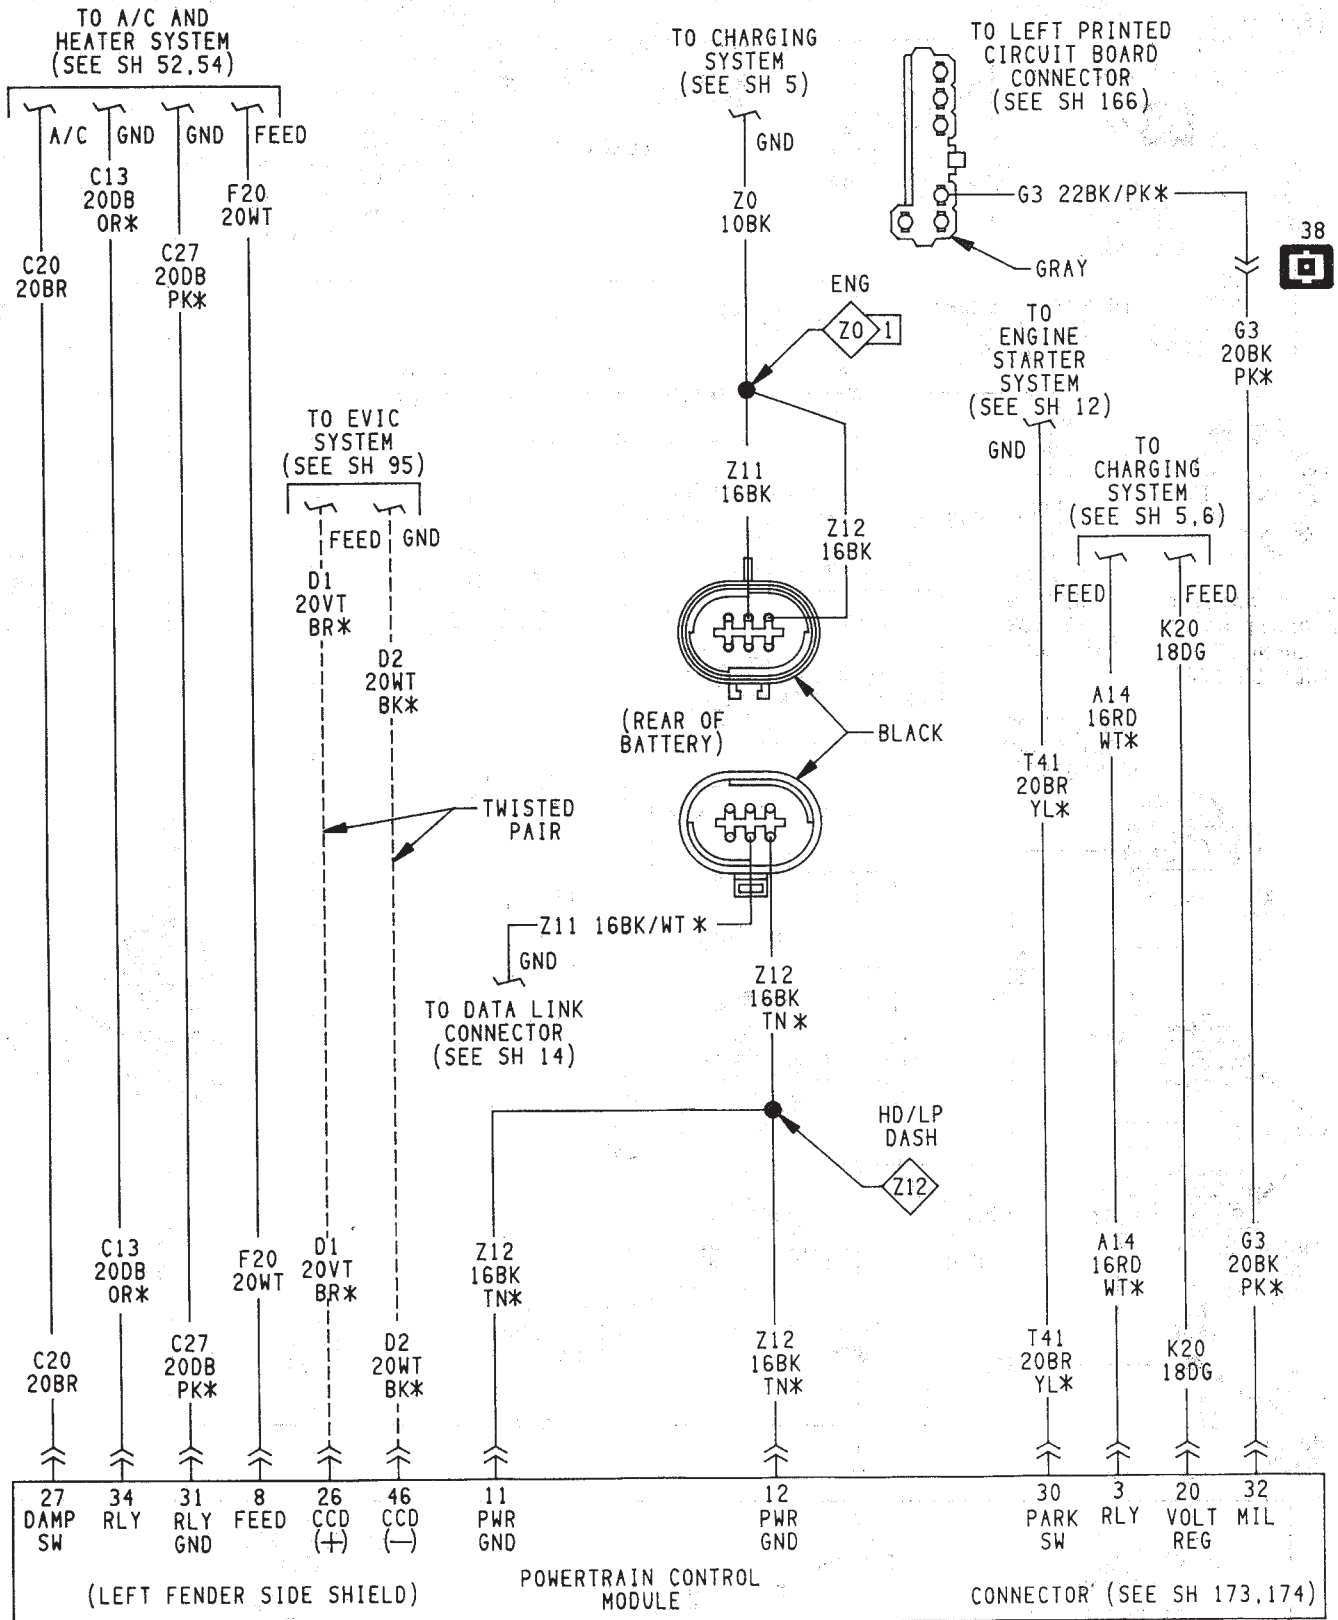 TO A/C AND
HEATER SYSTEM
(SEE SH 52,54)
A/C
GND
GND
FEED
C20
20BR
C13
20DB
OR*
C27
20DB
PK*
F20
20WT
TO EVIC
SYSTEM
(SEE SH 95)
FEED
GND
D1
20VT
BR*
D2
20WT
BK*
TWISTED
PAIR
TO CHARGING
SYSTEM
(SEE SH 5)
GND
Z0
10BK
ENG
Z0
1
Z11
16BK
Z12
16BK
(REAR OF
BATTERY)
BLACK
Z11 16BK/WT *
GND
TO DATA LINK
CONNECTOR
(SEE SH 14)
Z12
16BK
TN *
HD/LP
DASH
Z12
TO LEFT PRINTED
CIRCUIT BOARD
CONNECTOR
(SEE SH 166)
G3 22BK/PK*
GRAY
38
TO
ENGINE
STARTER
SYSTEM
(SEE SH 12)
GND
G3
20BK
PK*
TO
CHARGING
SYSTEM
(SEE SH 5,6)
FEED
FEED
K20
18DG
A14
16RD
WT*
T41
20BR
YL*
C20
20BR
C13
20DB
OR*
C27
20DB
PK*
F20
20WT
D1
20VT
BR*
D2
20WT
BK*
Z12
16BK
TN*
Z12
16BK
TN*
T41
20BR
YL*
A14
16RD
WT*
K20
18DG
G3
20BK
PK*
27
DAMP
SW
34
RLY
31
RLY
GND
8
FEED
26
CCD
(+)
46
CCD
(—)
11
PWR
GND
12
PWR
GND
30
PARK
SW
3
RLY
20
VOLT
REG
32
MIL
(LEFT FENDER SIDE SHIELD)
POWERTRAIN CONTROL
MODULE
CONNECTOR (SEE SH 173,174)